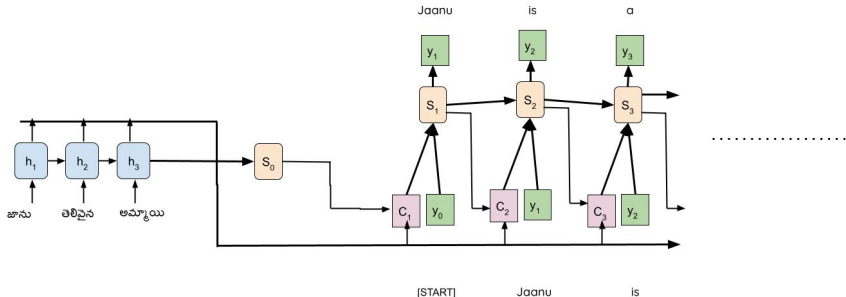 Jaanu is a
y1 y2 y3
S1 S2 S3
h1 h2 h3 S0
C1 y0 C2 y1 C3 y2
జాను తెలివైన అమ్మాయి
[START] Jaanu is